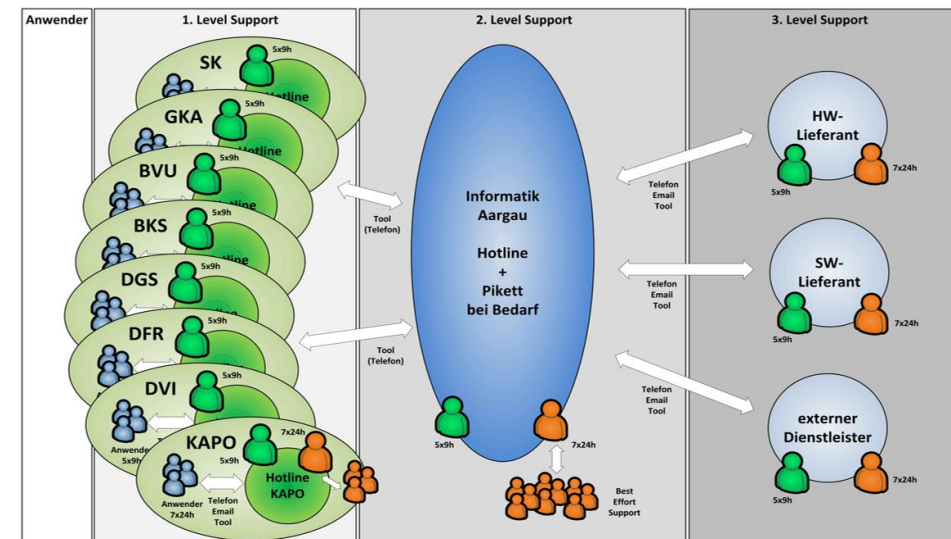 Anwender
1. Level Support
2. Level Support
3. Level Support
SK
5x9h
Hotline
GKA
5x9h
Hotline
BVU
5x9h
BKS
5x9h
DGS
5x9h
DFR
5x9h
DVI
5x9h
Anwender
5x9h
KAPO
5x9h
7x24h
Hotline
KAPO
Anwender
7x24h
Telefon
Email
Tool
Tool
(Telefon)
Tool
(Telefon)
Informatik
Aargau
Hotline
+
Pikett
bei Bedarf
5x9h
7x24h
Best
Effort
Support
Telefon
Email
Tool
Telefon
Email
Tool
Telefon
Email
Tool
HW-
Lieferant
5x9h
7x24h
SW-
Lieferant
5x9h
7x24h
externer
Dienstleister
5x9h
7x24h